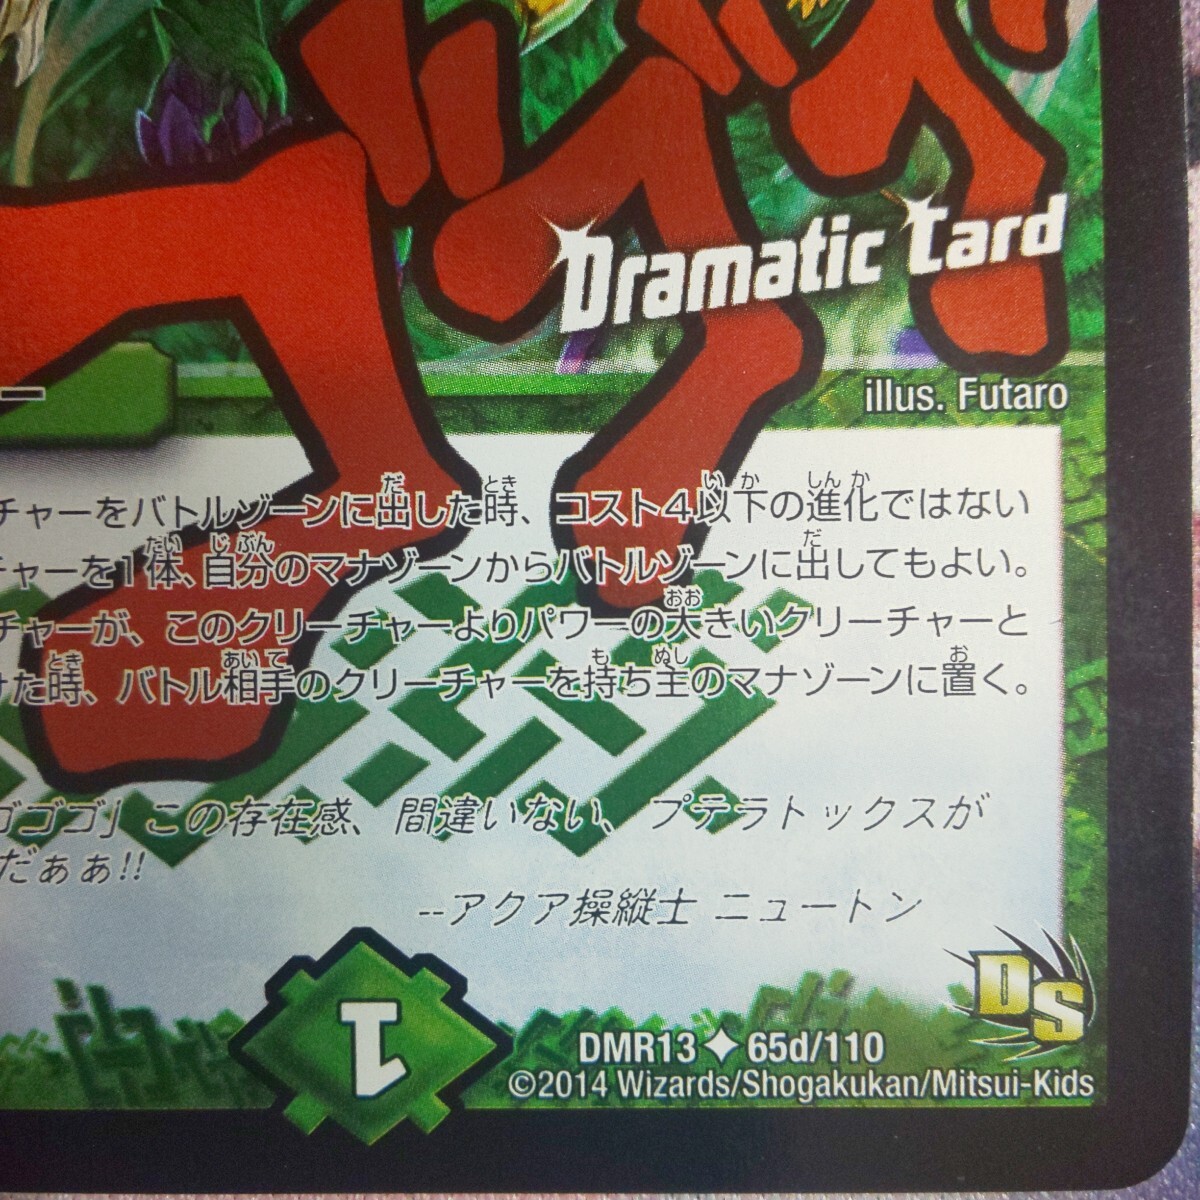 ゴゴゴ
Dramatic Card
illus. Futaro
ー
チャーをバトルゾーンに出した時、コスト4以下の進化ではない
チャーを1体、自分のマナゾーンからバトルゾーンに出してもよい。
チャーが、このクリーチャーよりパワーの大きいクリーチャーと
けた時、バトル相手のクリーチャーを持ち主のマナゾーンに置く。
ゴゴゴ」この存在感、間違いない、プテラトックスが
だぁぁ!!
--アクア操縦士 ニュートン
DS
1
DMR13 65d/110
©2014 Wizards/Shogakukan/Mitsui-Kids